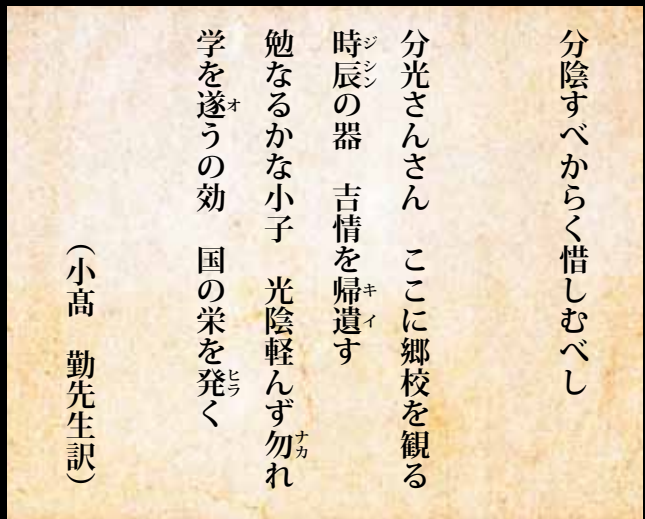 分陰すべからく惜しむべし
分光さんさん　ここに郷校を観る
時辰の器　吉情を帰遺す
勉なるかな小子　光陰軽んず勿れ
学を遂うの効　国の栄を発く
（小髙　勤先生訳）